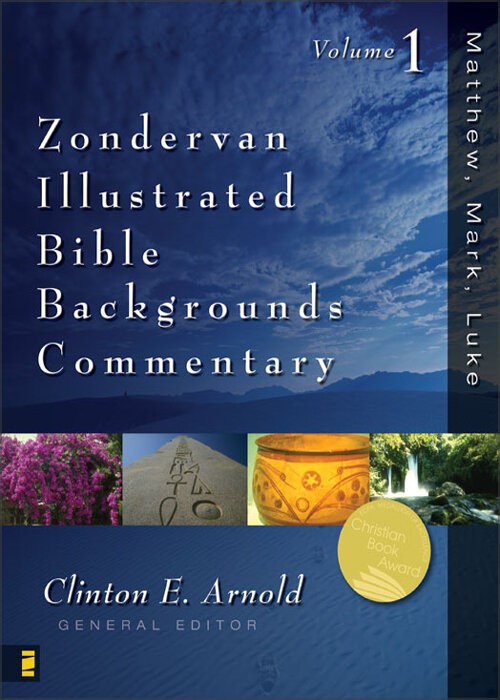 Volume 1
Matthew, Mark, Luke
Zondervan
Illustrated
Bible
Backgrounds
Commentary
Christian
Book
Award
Clinton E. Arnold
GENERAL EDITOR